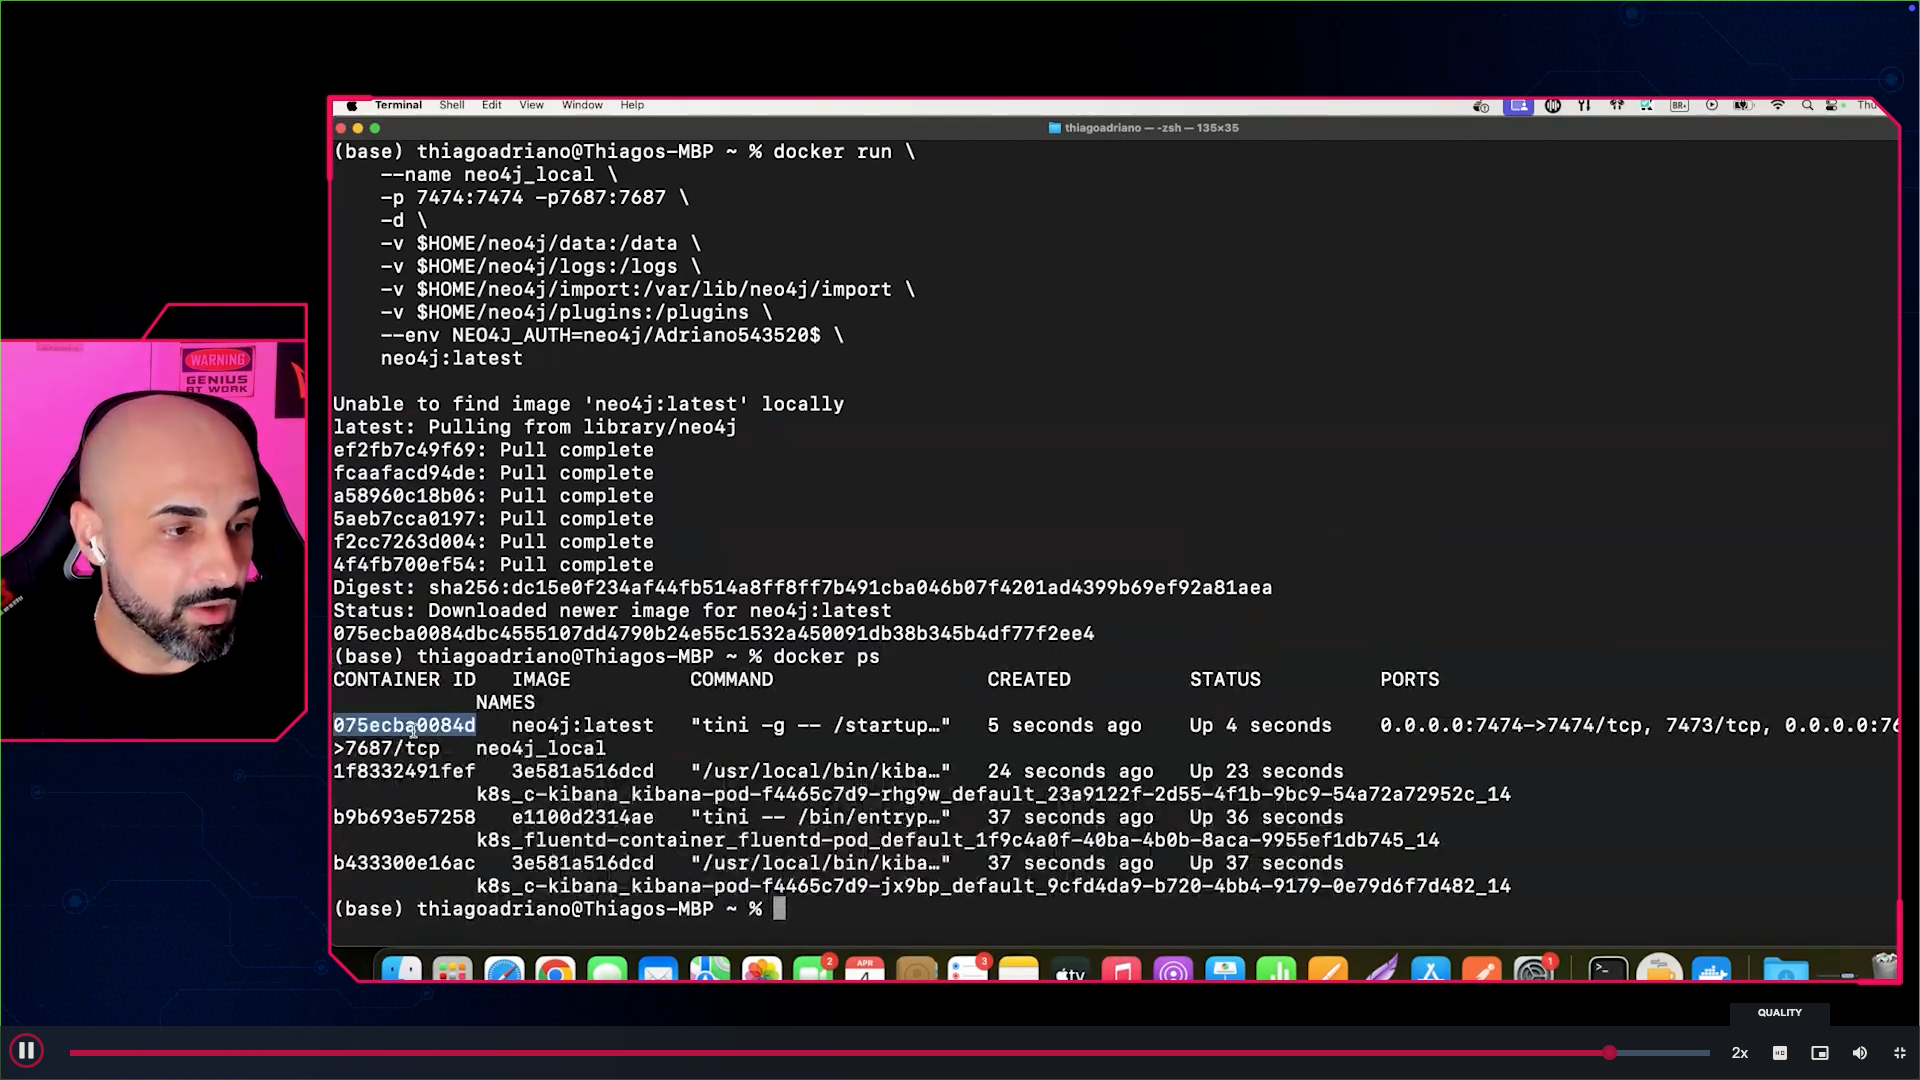 Terminal Shell Edit View Window Help
Thu
thiagoadriano — -zsh — 135×35
(base) thiagoadriano@Thiagos-MBP ~ % docker run \
--name neo4j_local \
-p 7474:7474 -p7687:7687 \
-d \
-v $HOME/neo4j/data:/data \
-v $HOME/neo4j/logs:/logs \
-v $HOME/neo4j/import:/var/lib/neo4j/import \
-v $HOME/neo4j/plugins:/plugins \
--env NEO4J_AUTH=neo4j/Adriano543520$ \
neo4j:latest
Unable to find image 'neo4j:latest' locally
latest: Pulling from library/neo4j
ef2fb7c49f69: Pull complete
fcaafacd94de: Pull complete
a58960c18b06: Pull complete
5aeb7cca0197: Pull complete
f2cc7263d004: Pull complete
4f4fb700ef54: Pull complete
Digest: sha256:dc15e0f234af44fb514a8ff8ff7b491cba046b07f4201ad4399b69ef92a81aea
Status: Downloaded newer image for neo4j:latest
075ecba0084dbc4555107dd4790b24e55c1532a450091db38b345b4df77f2ee4
(base) thiagoadriano@Thiagos-MBP ~ % docker ps
CONTAINER ID IMAGE COMMAND CREATED STATUS PORTS
NAMES
075ecba0084d neo4j:latest "tini -g -- /startup…" 5 seconds ago Up 4 seconds 0.0.0.0:7474->7474/tcp, 7473/tcp, 0.0.0.0:76
>7687/tcp neo4j_local
1f8332491fef 3e581a516dcd "/usr/local/bin/kiba…" 24 seconds ago Up 23 seconds
k8s_c-kibana_kibana-pod-f4465c7d9-rhg9w_default_23a9122f-2d55-4f1b-9bc9-54a72a72952c_14
b9b693e57258 e1100d2314ae "tini -- /bin/entryp…" 37 seconds ago Up 36 seconds
k8s_fluentd-container_fluentd-pod_default_1f9c4a0f-40ba-4b0b-8aca-9955ef1db745_14
b433300e16ac 3e581a516dcd "/usr/local/bin/kiba…" 37 seconds ago Up 37 seconds
k8s_c-kibana_kibana-pod-f4465c7d9-jx9bp_default_9cfd4da9-b720-4bb4-9179-0e79d6f7d482_14
(base) thiagoadriano@Thiagos-MBP ~ %
WARNING
GENIUS
AT WORK
2
APR
4
3
tv
1
QUALITY
2x